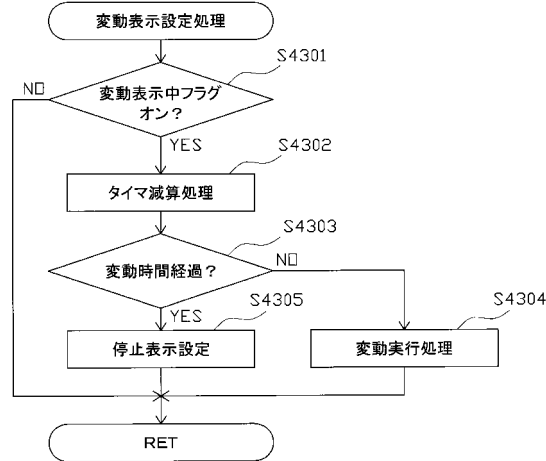 変動表示設定処理
S4301
NO
変動表示中フラグ
オン？
YES
S4302
タイマ減算処理
S4303
変動時間経過？
NO
YES
S4305
S4304
停止表示設定
変動実行処理
RET